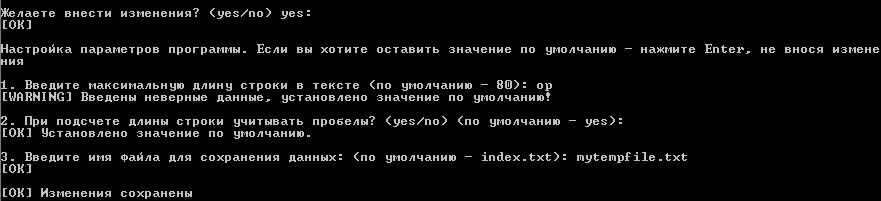 Желаете внести изменения? (yes/no) yes:
[OK]
Настройка параметров программы. Если вы хотите оставить значение по умолчанию - нажмите Enter, не внося измене
ния
1. Введите максимальную длину строки в тексте (по умолчанию - 80): op
[WARNING] Введены неверные данные, установлено значение по умолчанию!
2. При подсчете длины строки учитывать пробелы? (yes/no) (по умолчанию - yes):
[OK] Установлено значение по умолчанию.
3. Введите имя файла для сохранения данных: (по умолчанию - index.txt): mytempfile.txt
[OK]
[OK] Изменения сохранены